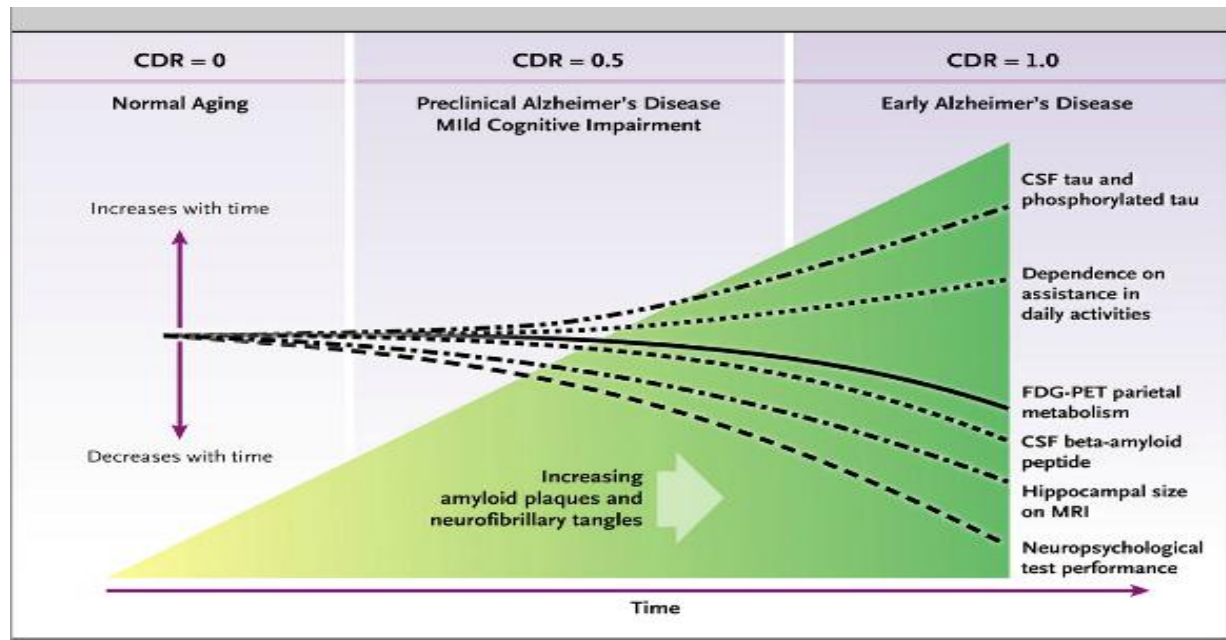 CDR = 0
CDR = 0.5
CDR = 1.0
Normal Aging
Preclinical Alzheimer's Disease
MIld Cognitive Impairment
Early Alzheimer's Disease
Increases with time
Decreases with time
CSF tau and
phosphorylated tau
Dependence on
assistance in
daily activities
FDG-PET parietal
metabolism
CSF beta-amyloid
peptide
Hippocampal size
on MRI
Neuropsychological
test performance
Increasing
amyloid plaques and
neurofibrillary tangles
Time